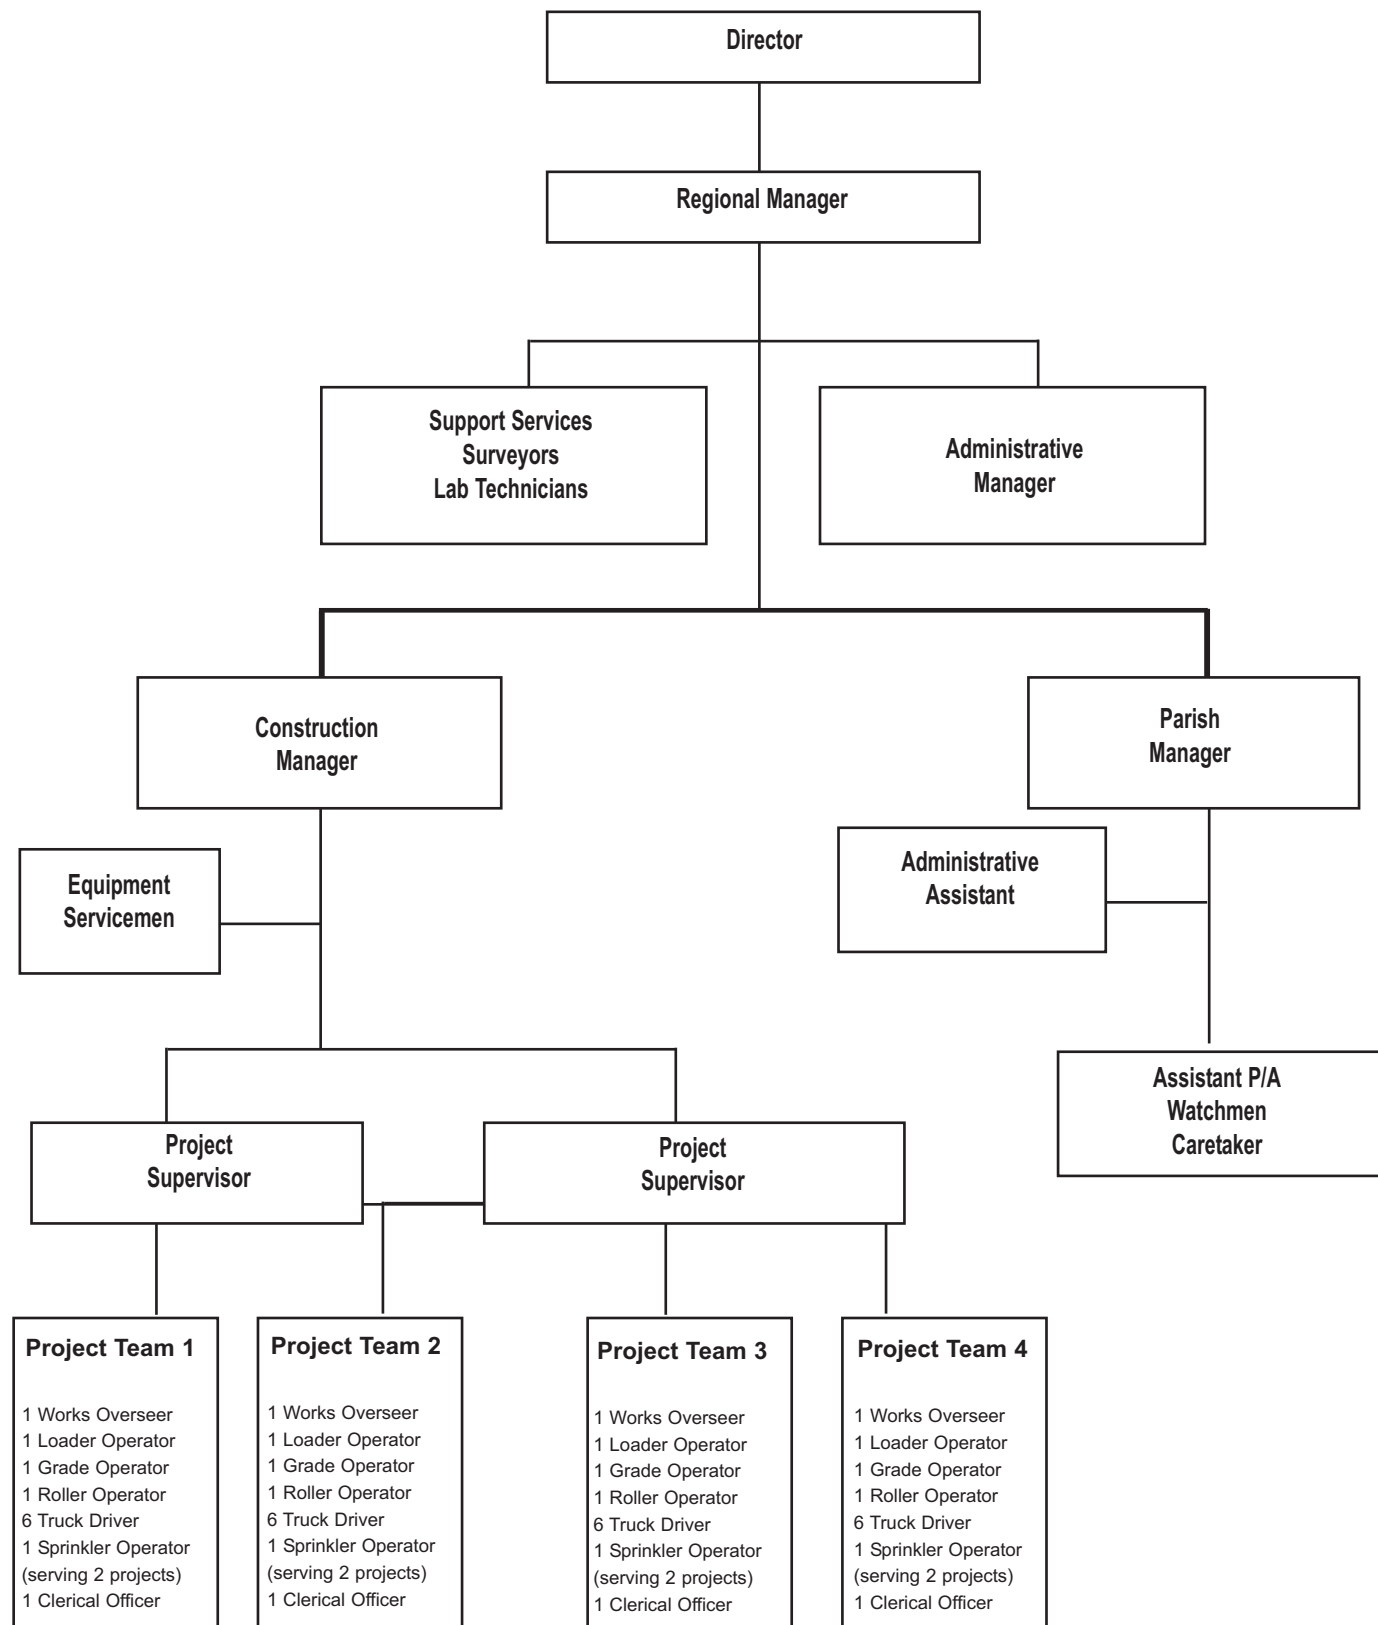 Director
Regional Manager
Support Services
Surveyors
Lab Technicians
Administrative
Manager
Construction
Manager
Parish
Manager
Equipment
Servicemen
Administrative
Assistant
Assistant P/A
Watchmen
Caretaker
Project
Supervisor
Project
Supervisor
Project Team 1
1 Works Overseer
1 Loader Operator
1 Grade Operator
1 Roller Operator
6 Truck Driver
1 Sprinkler Operator
(serving 2 projects)
1 Clerical Officer
Project Team 2
1 Works Overseer
1 Loader Operator
1 Grade Operator
1 Roller Operator
6 Truck Driver
1 Sprinkler Operator
(serving 2 projects)
1 Clerical Officer
Project Team 3
1 Works Overseer
1 Loader Operator
1 Grade Operator
1 Roller Operator
6 Truck Driver
1 Sprinkler Operator
(serving 2 projects)
1 Clerical Officer
Project Team 4
1 Works Overseer
1 Loader Operator
1 Grade Operator
1 Roller Operator
6 Truck Driver
1 Sprinkler Operator
(serving 2 projects)
1 Clerical Officer